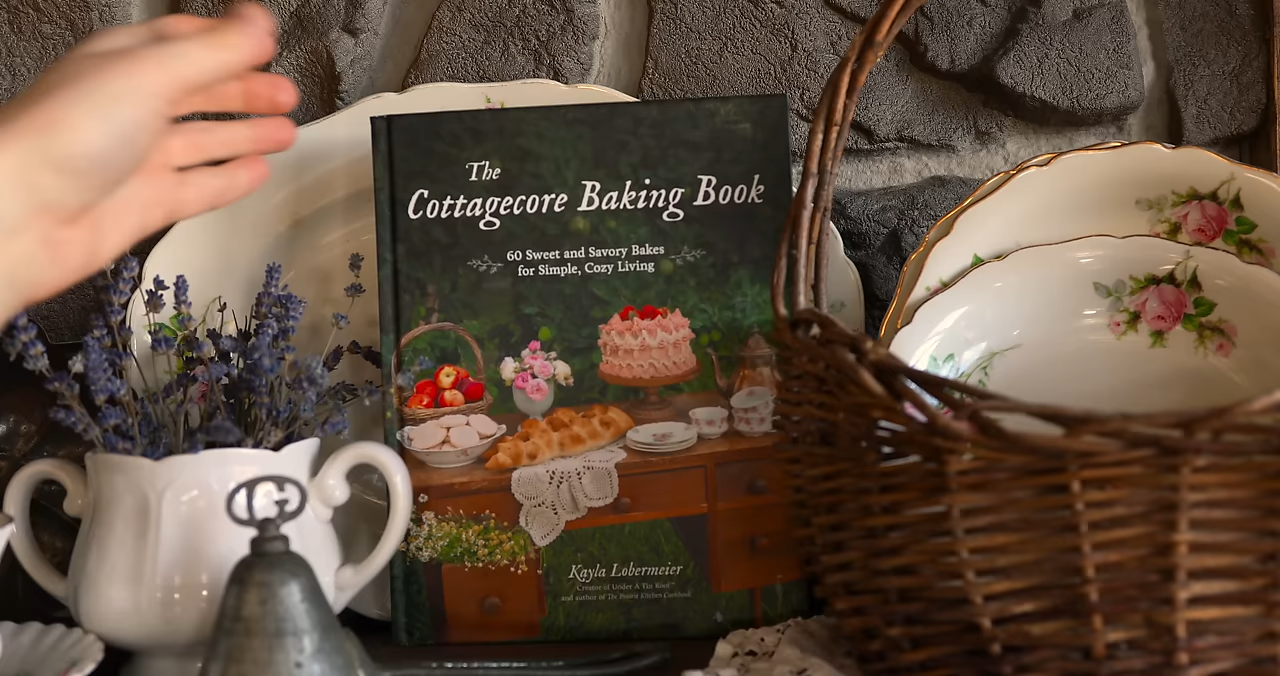 The
Cottagecore Baking Book
60 Sweet and Savory Bakes
for Simple, Cozy Living
Kayla Lobermeier
Creator of Under A Tin Roof™
and author of The Prairie Kitchen Cookbook